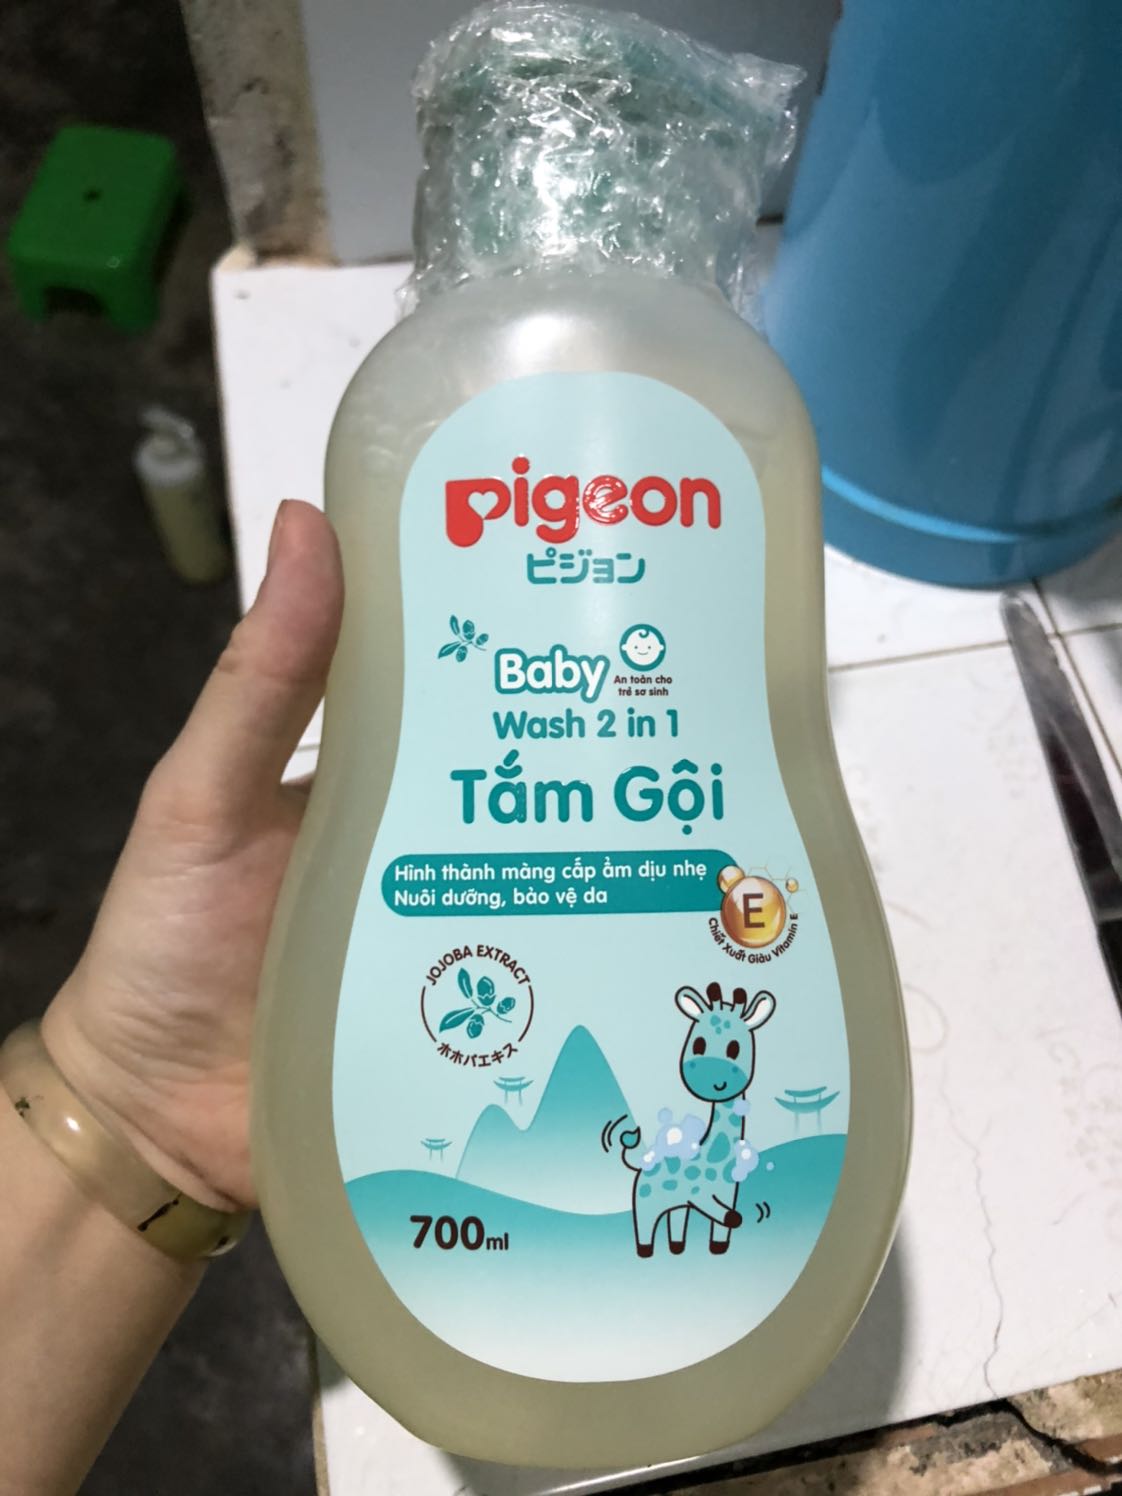 pigeon
ピジョン
Baby
An toàn cho
trẻ sơ sinh
Wash 2 in 1
Tắm Gội
Hình thành màng cấp ẩm dịu nhẹ
Nuôi dưỡng, bảo vệ da
E
Chiết Xuất Giàu Vitamin E
JOJOBA EXTRACT
ホホバエキス
700ml